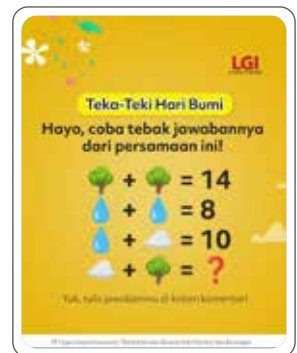 LGI
Teka-Teki Hari Bumi
Hayo, coba tebak jawabannya
dari persamaan ini!
🌳 + 🌳 = 14
💧 + 💧 = 8
💧 + ☁️ = 10
☁️ + 🌳 = ❓
Yuk, tulis jawabanmu di kolom komentar!